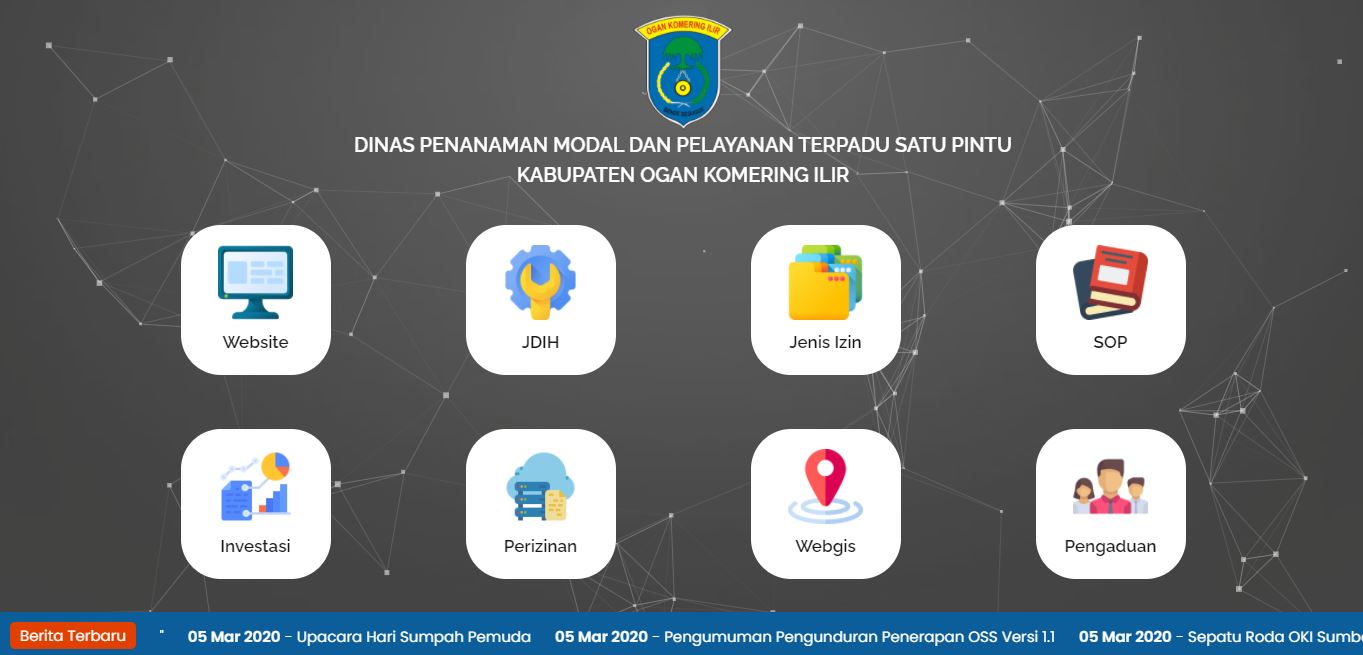 OGAN KOMERING ILIR
DINAS PENANAMAN MODAL DAN PELAYANAN TERPADU SATU PINTU
KABUPATEN OGAN KOMERING ILIR
Website JDIH Jenis Izin SOP
Investasi Perizinan Webgis Pengaduan
Berita Terbaru " 05 Mar 2020 - Upacara Hari Sumpah Pemuda 05 Mar 2020 - Pengumuman Pengunduran Penerapan OSS Versi 1.1 05 Mar 2020 - Sepatu Roda OKI